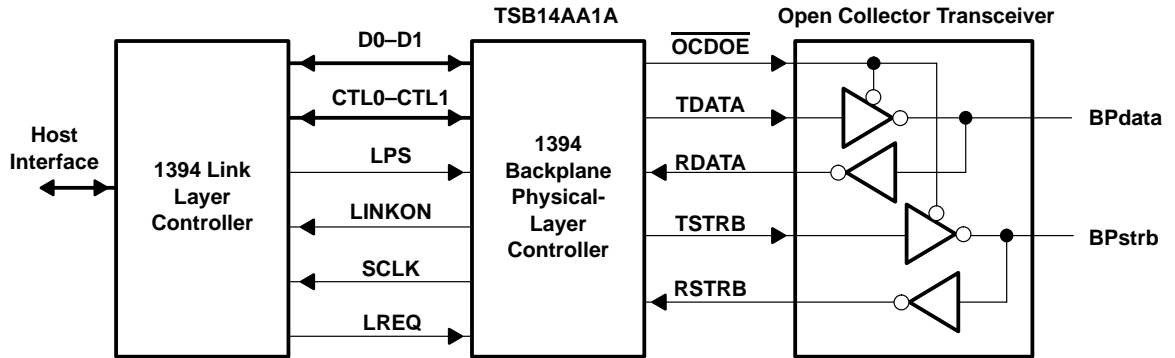 TSB14AA1A
Open Collector Transceiver
D0–D1
OCDOE
CTL0–CTL1
TDATA
BPdata
Host
Interface
1394 Link
Layer
Controller
LPS
1394
Backplane
Physical-
Layer
Controller
RDATA
LINKON
TSTRB
BPstrb
SCLK
RSTRB
LREQ